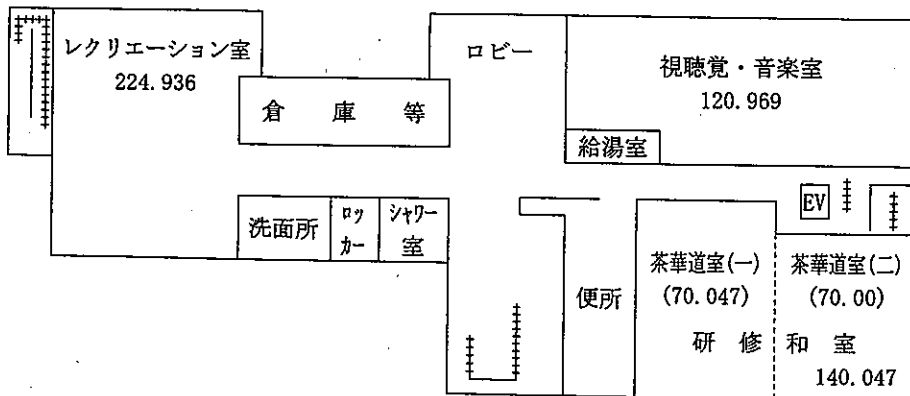 レクリエーション室
224.936
倉庫等
ロビー
視聴覚・音楽室
120.969
給湯室
EV
洗面所
ロッ
カー
シャワー
室
便所
茶華道室(一)
(70.047)
茶華道室(二)
(70.00)
研修和室
140.047